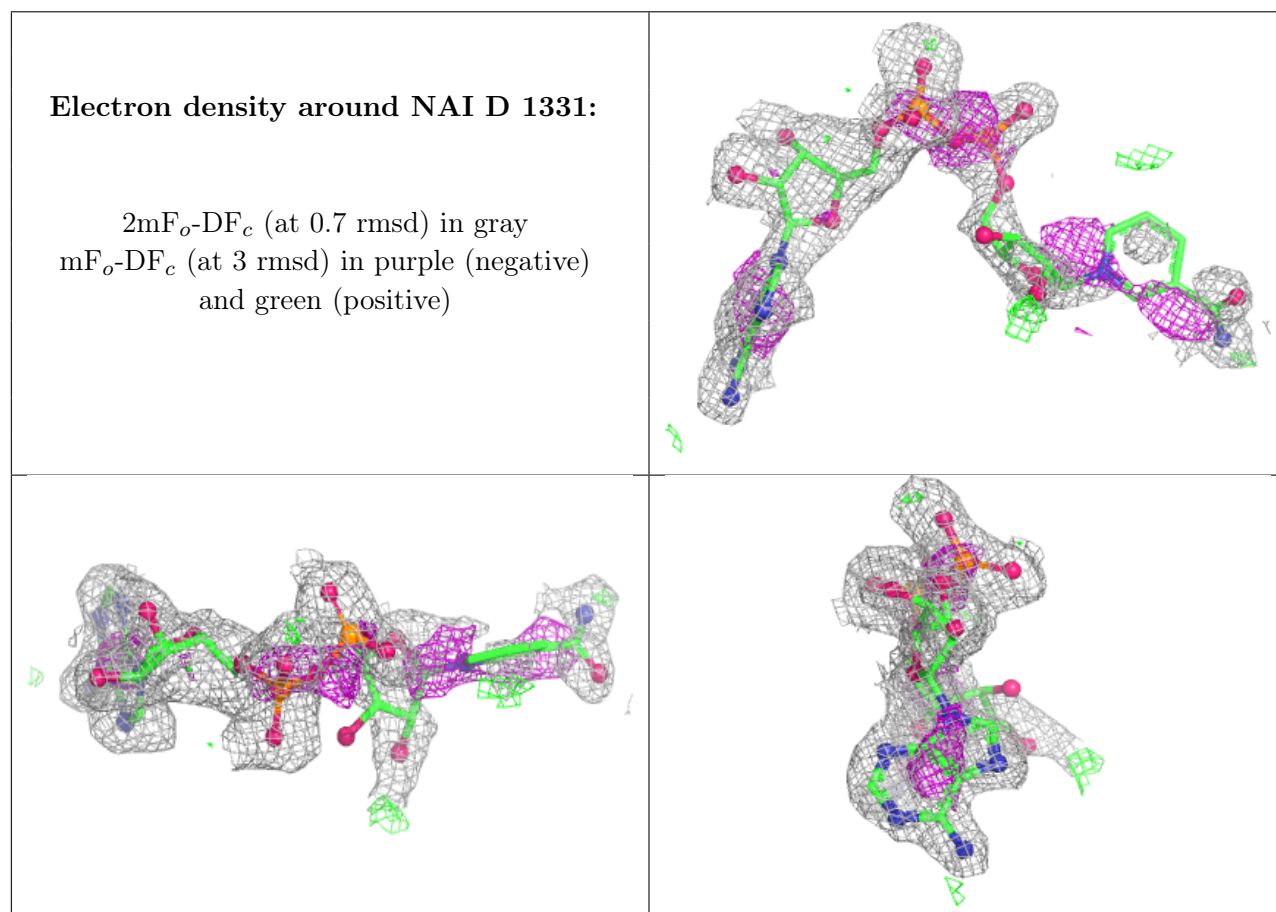 Electron density around NAI D 1331:
2mFo-DFc (at 0.7 rmsd) in gray
mFo-DFc (at 3 rmsd) in purple (negative)
and green (positive)